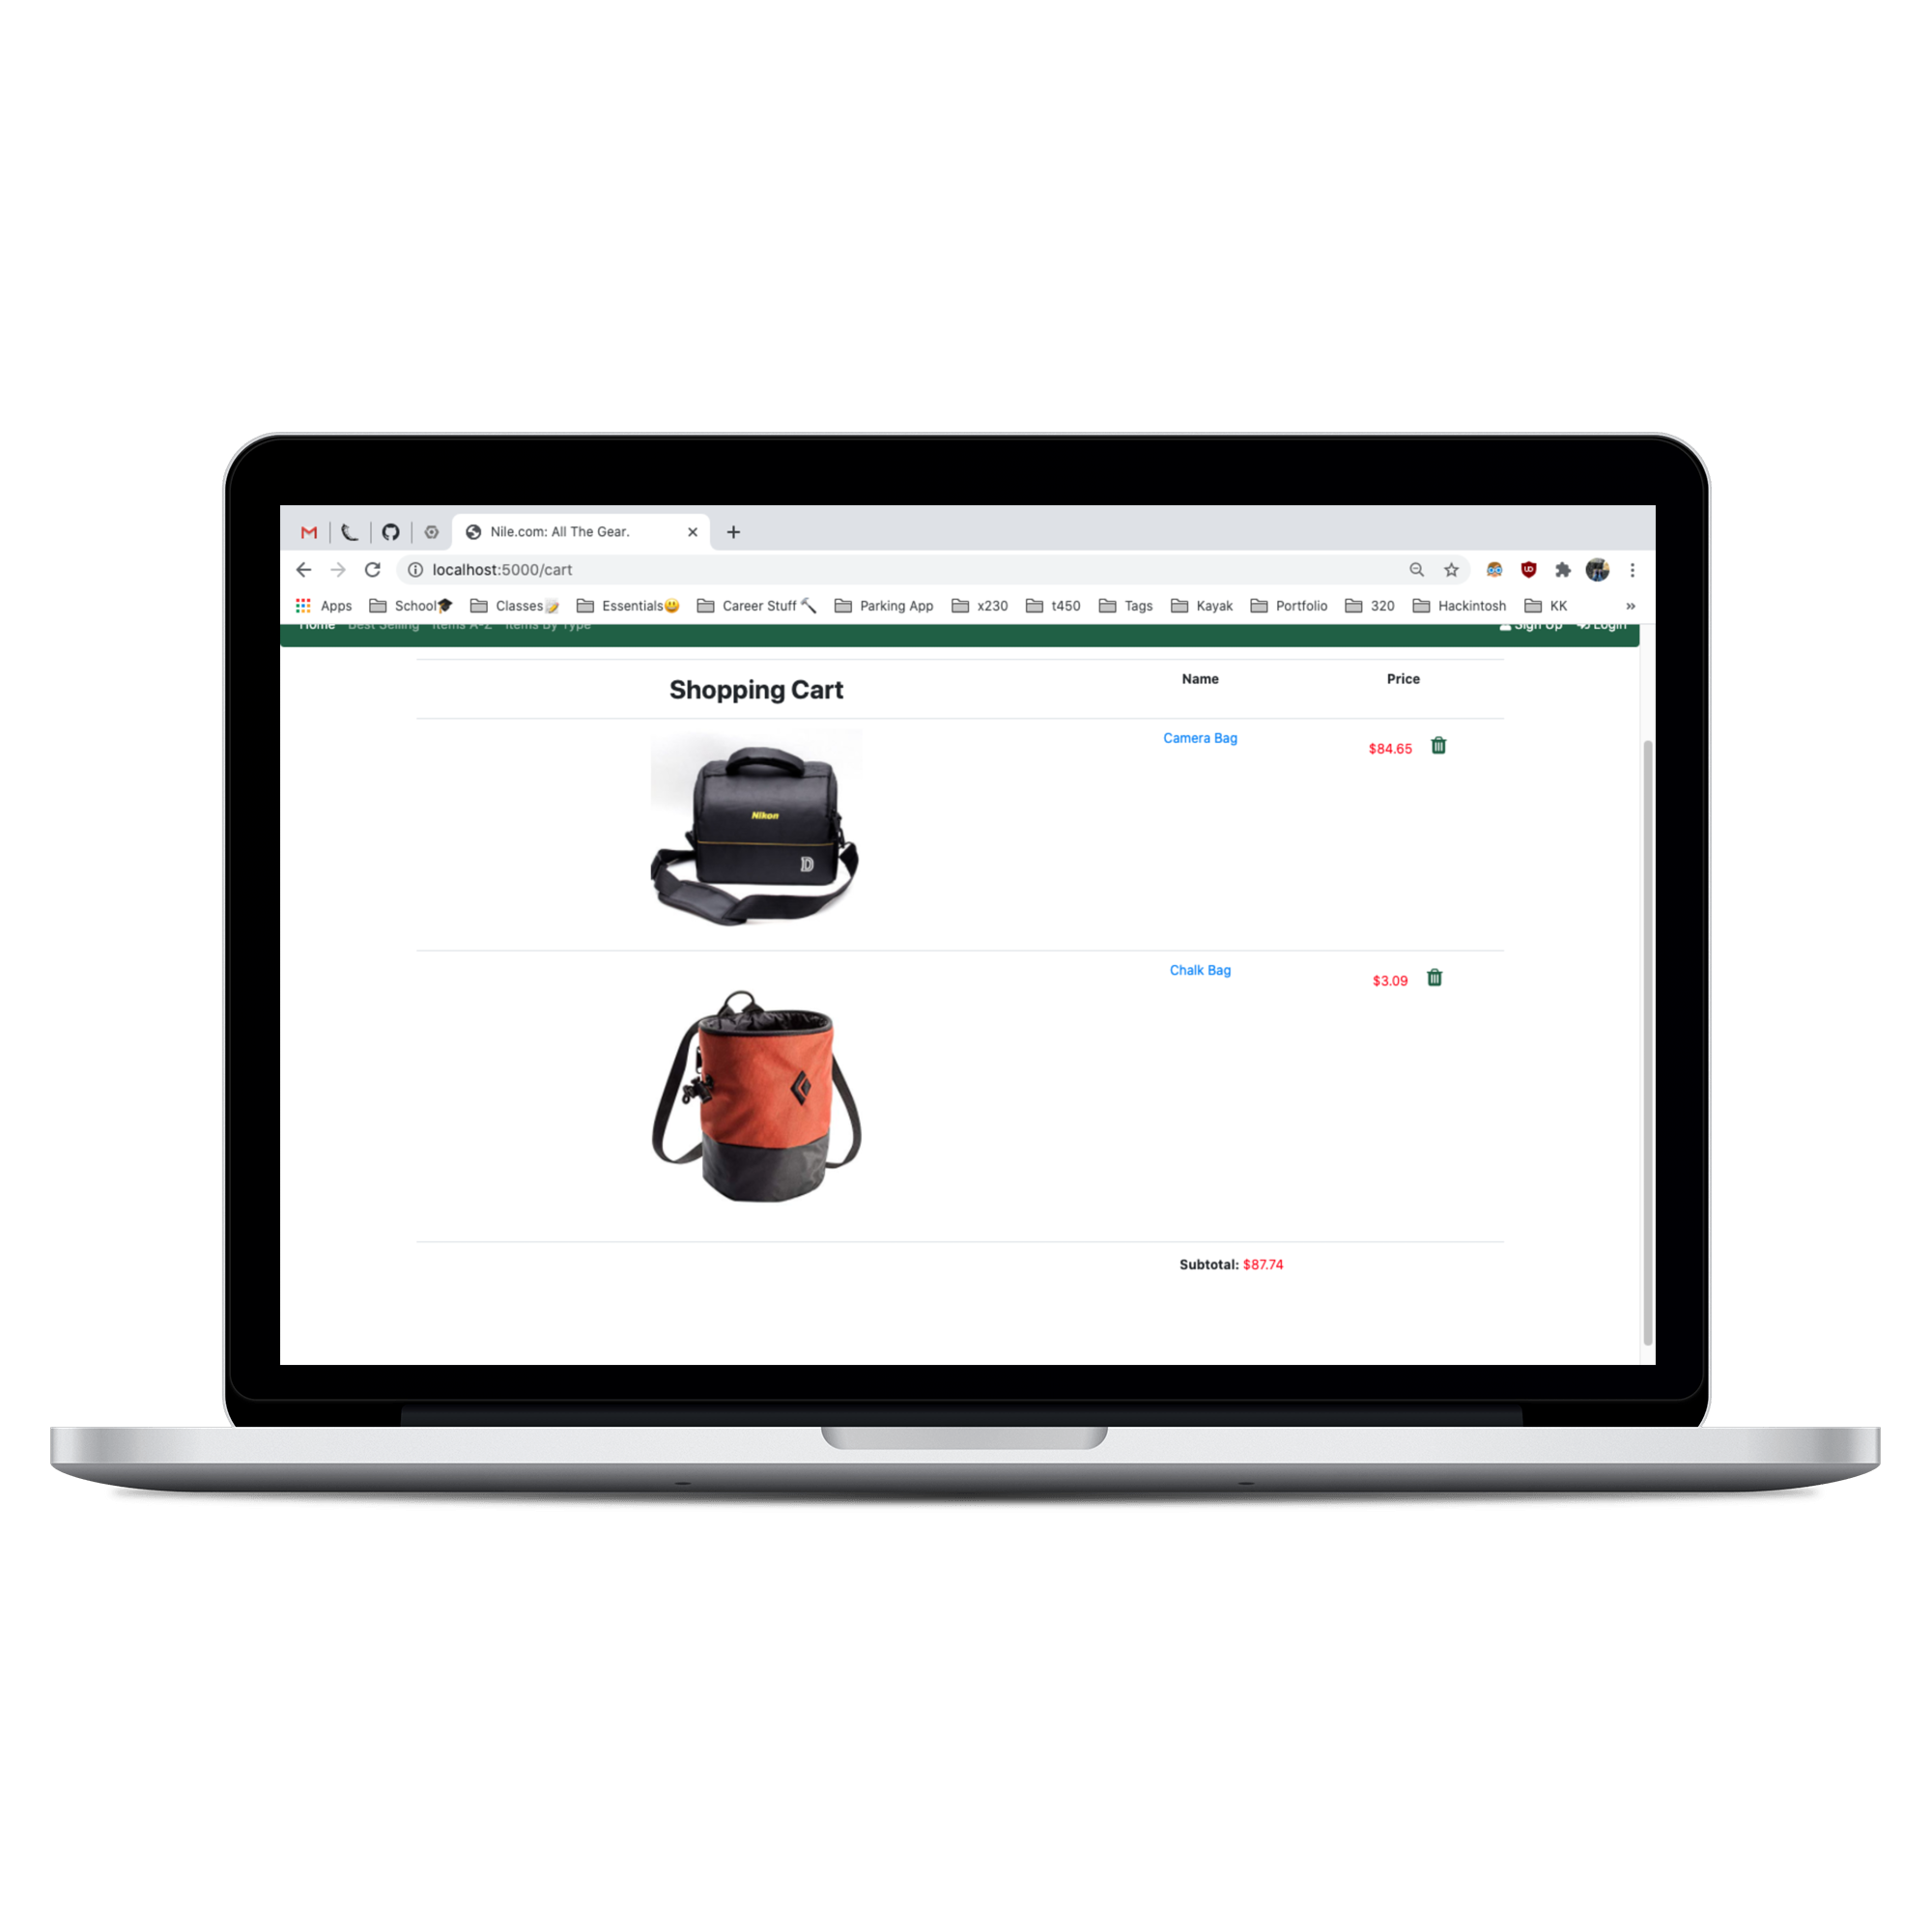 Nile.com: All The Gear.
localhost:5000/cart
Apps School Classes Essentials Career Stuff Parking App x230 t450 Tags Kayak Portfolio 320 Hackintosh KK »
Home Best Selling Items A-Z Items By Type Sign Up Login
Shopping Cart Name Price
Camera Bag $84.65
Nikon
D
Chalk Bag $3.09
Subtotal: $87.74